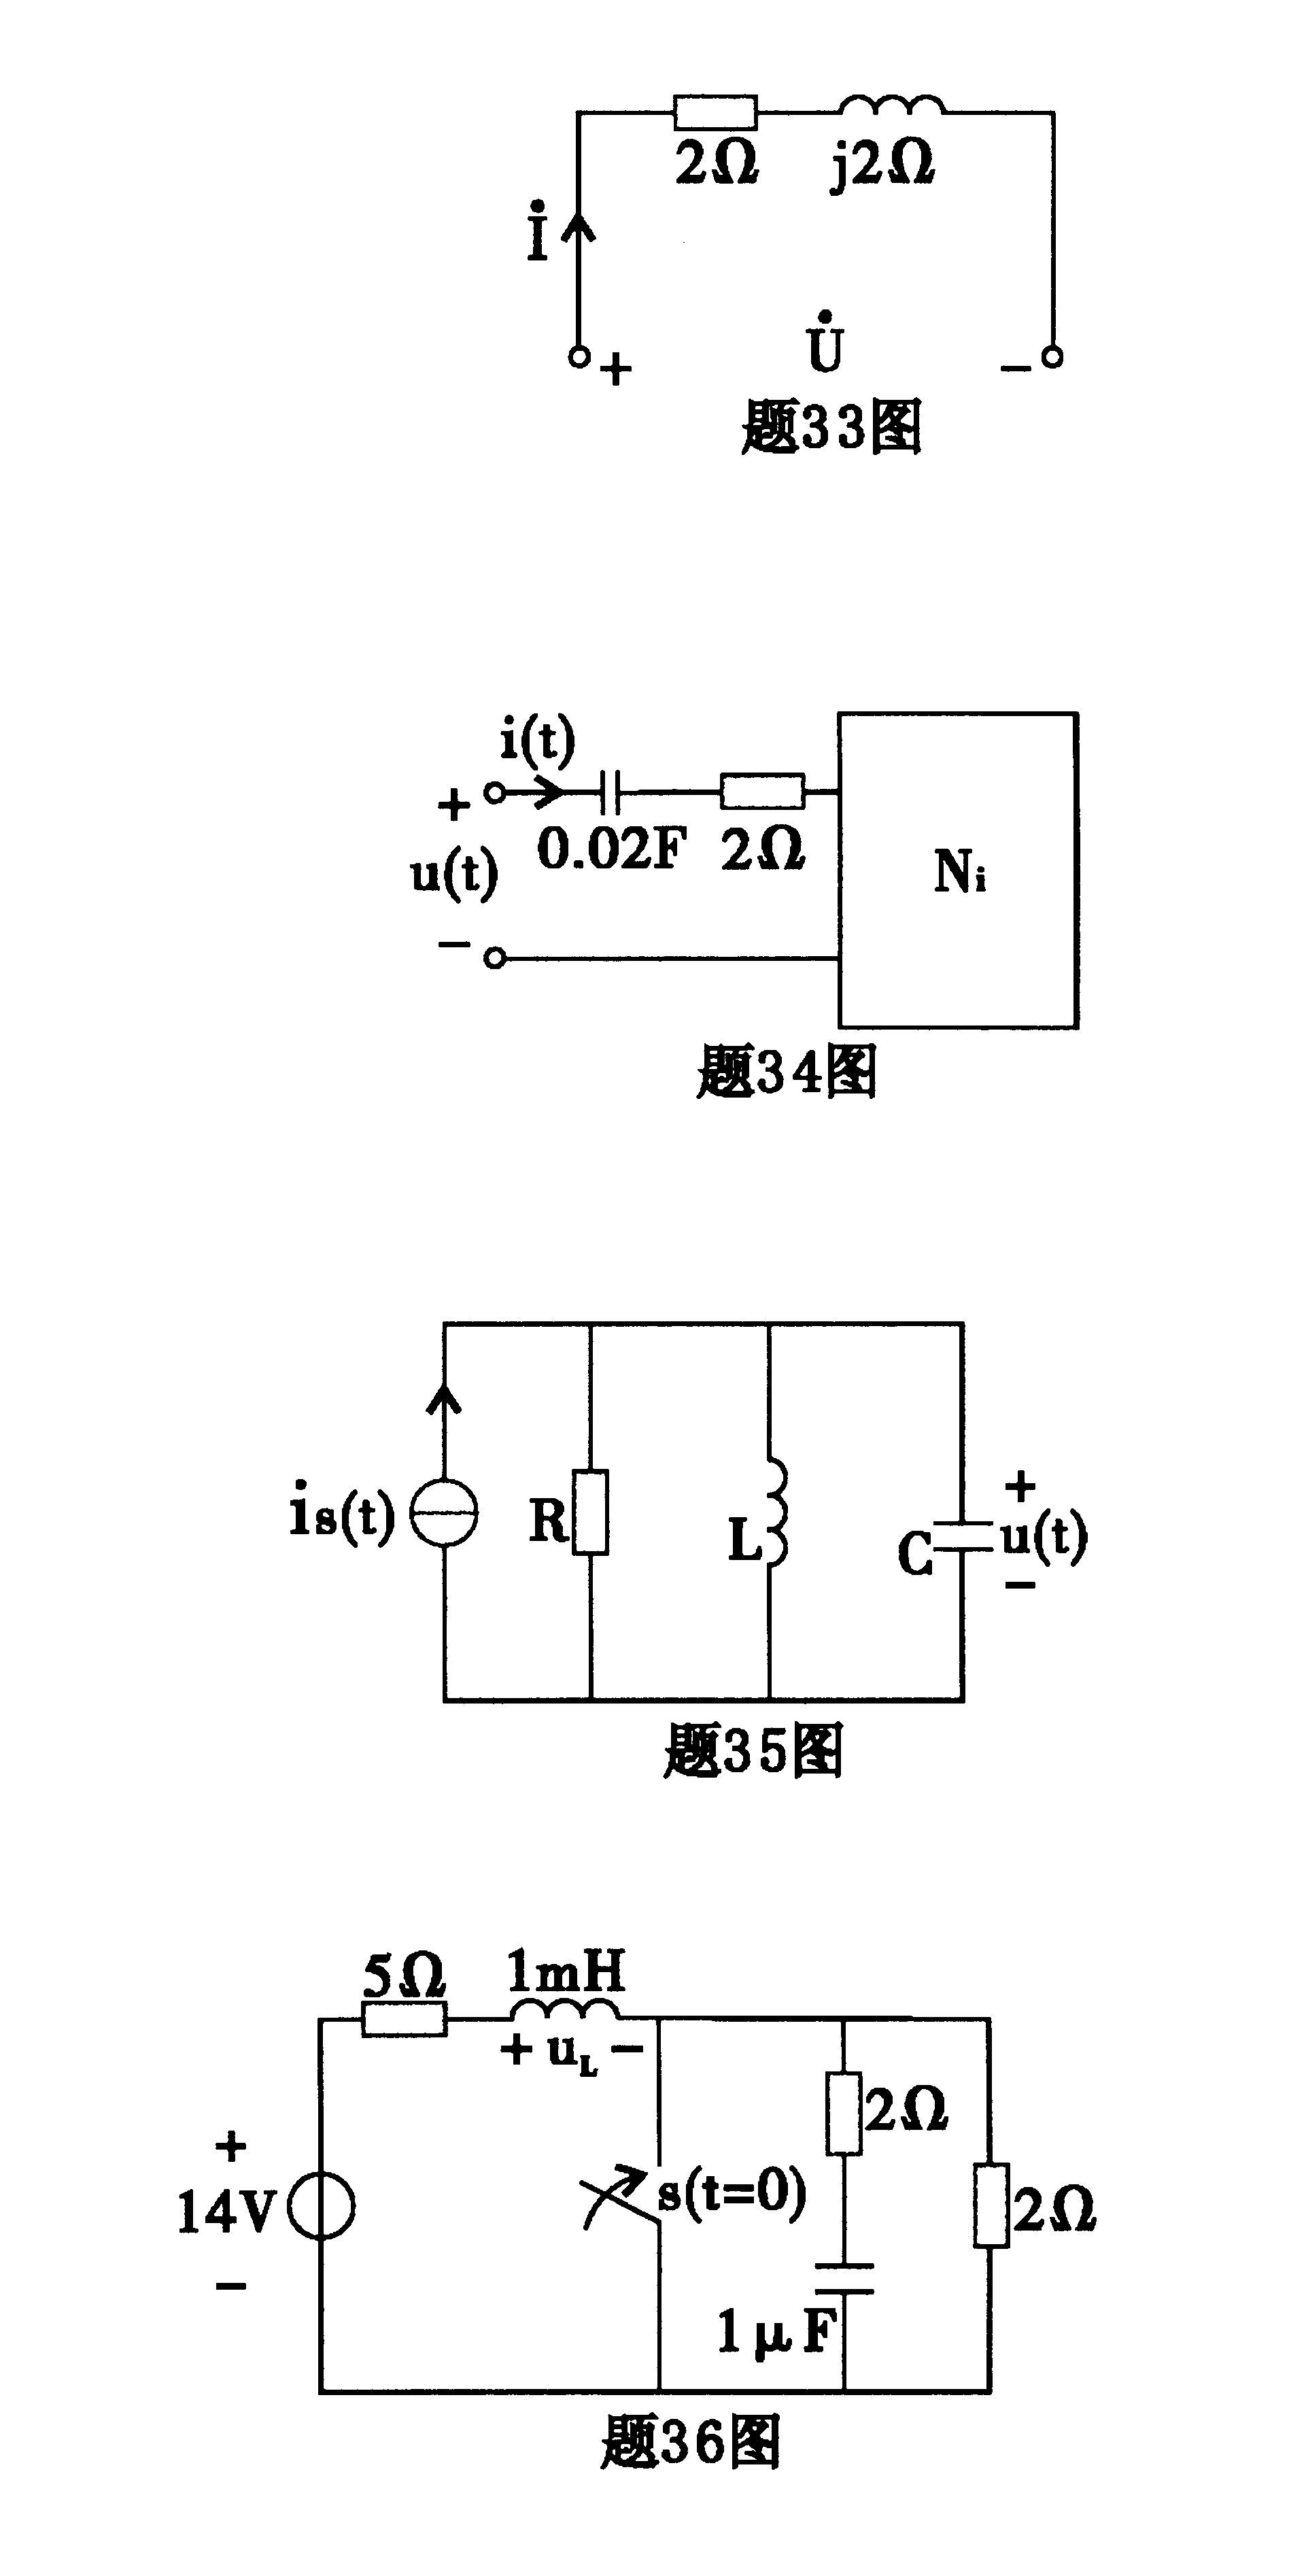 2Ω
j2Ω
İ
+
U̇
−
题33图
i(t)
+
0.02F
2Ω
u(t)
Ni
−
题34图
is(t)
R
L
C
+
u(t)
−
题35图
5Ω
1mH
+ uL −
2Ω
+
14V
−
s(t=0)
2Ω
1μF
题36图